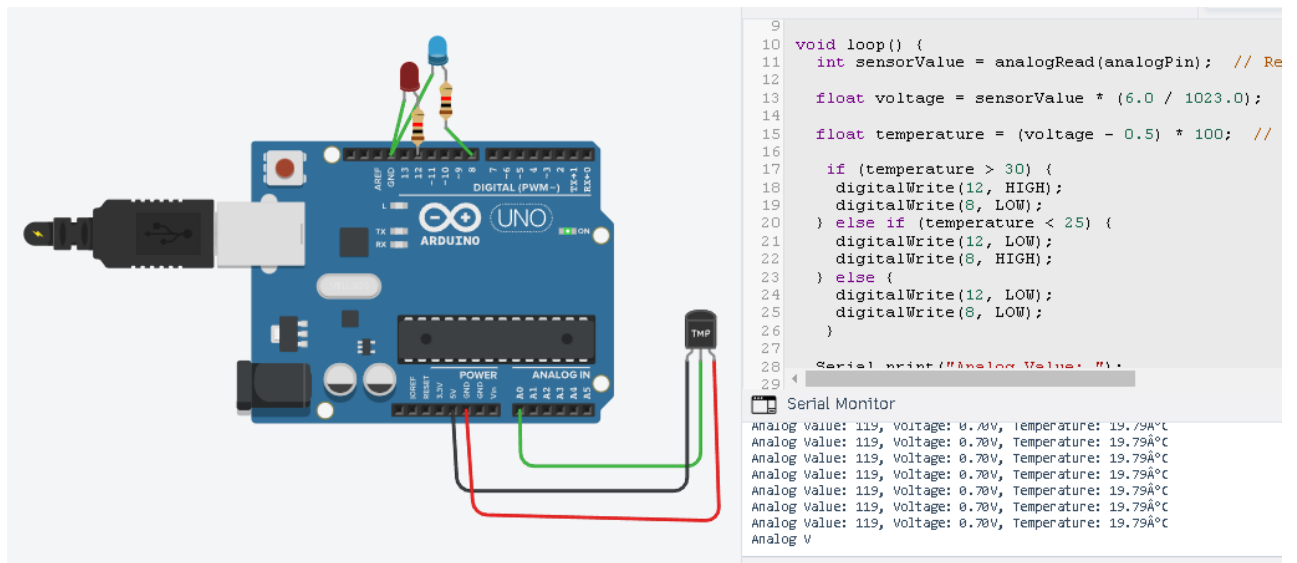 AREF
GND
13
12
~11
~10
~9
8
7
~6
~5
4
~3
2
TX→1
RX←0
DIGITAL (PWM~)
L
TX
RX
ARDUINO
UNO
ON
IOREF
RESET
3.3V
5V
GND
GND
Vin
POWER
ANALOG IN
A0
A1
A2
A3
A4
A5
TMP
9
10 void loop() {
11 int sensorValue = analogRead(analogPin); // Re
12
13 float voltage = sensorValue * (6.0 / 1023.0);
14
15 float temperature = (voltage - 0.5) * 100; //
16
17 if (temperature > 30) {
18 digitalWrite(12, HIGH);
19 digitalWrite(8, LOW);
20 } else if (temperature < 25) {
21 digitalWrite(12, LOW);
22 digitalWrite(8, HIGH);
23 } else {
24 digitalWrite(12, LOW);
25 digitalWrite(8, LOW);
26 }
27
28 Serial.print("Analog Value: ");
29
Serial Monitor
Analog Value: 119, Voltage: 0.70V, Temperature: 19.79Â°C
Analog Value: 119, Voltage: 0.70V, Temperature: 19.79Â°C
Analog Value: 119, Voltage: 0.70V, Temperature: 19.79Â°C
Analog Value: 119, Voltage: 0.70V, Temperature: 19.79Â°C
Analog Value: 119, Voltage: 0.70V, Temperature: 19.79Â°C
Analog Value: 119, Voltage: 0.70V, Temperature: 19.79Â°C
Analog Value: 119, Voltage: 0.70V, Temperature: 19.79Â°C
Analog V